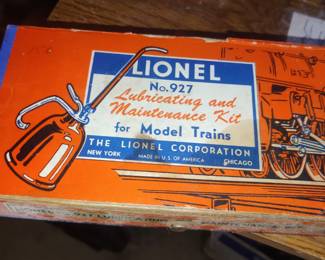 LIONEL
No. 927
Lubricating and
Maintenance Kit
for Model Trains
THE LIONEL CORPORATION
NEW YORK MADE IN U.S. OF AMERICA CHICAGO